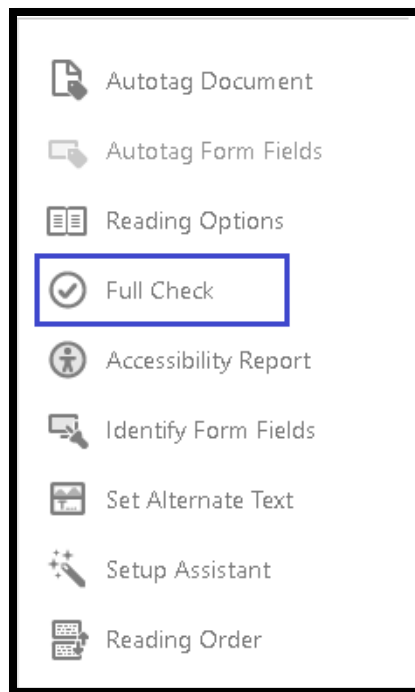 Autotag Document
Autotag Form Fields
Reading Options
Full Check
Accessibility Report
Identify Form Fields
Set Alternate Text
Setup Assistant
Reading Order